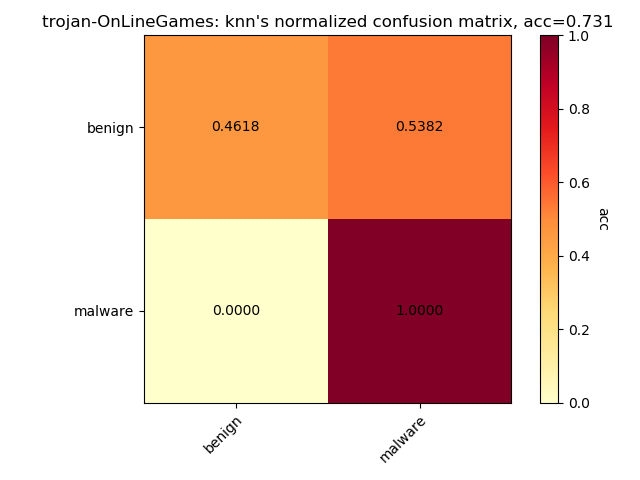 trojan-OnLineGames: knn's normalized confusion matrix, acc=0.731
benign
0.4618
0.5382
malware
0.0000
1.0000
benign
malware
1.0
0.8
0.6
0.4
0.2
0.0
acc